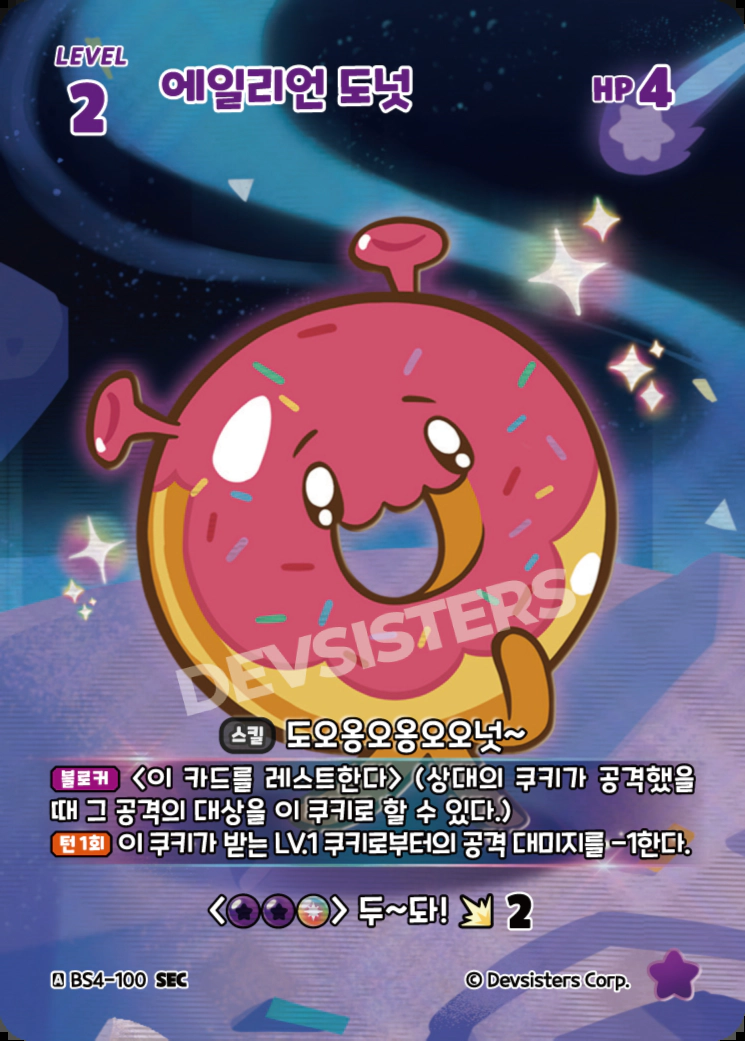 LEVEL
2
에일리언 도넛
HP 4
DEVSISTERS
스킬 도오옹오옹오오넛~
블로커 <이 카드를 레스트한다> (상대의 쿠키가 공격했을
때 그 공격의 대상을 이 쿠키로 할 수 있다.)
턴1회 이 쿠키가 받는 LV.1 쿠키로부터의 공격 대미지를 -1한다.
< > 두~돠! 2
A BS4-100 SEC
© Devsisters Corp.